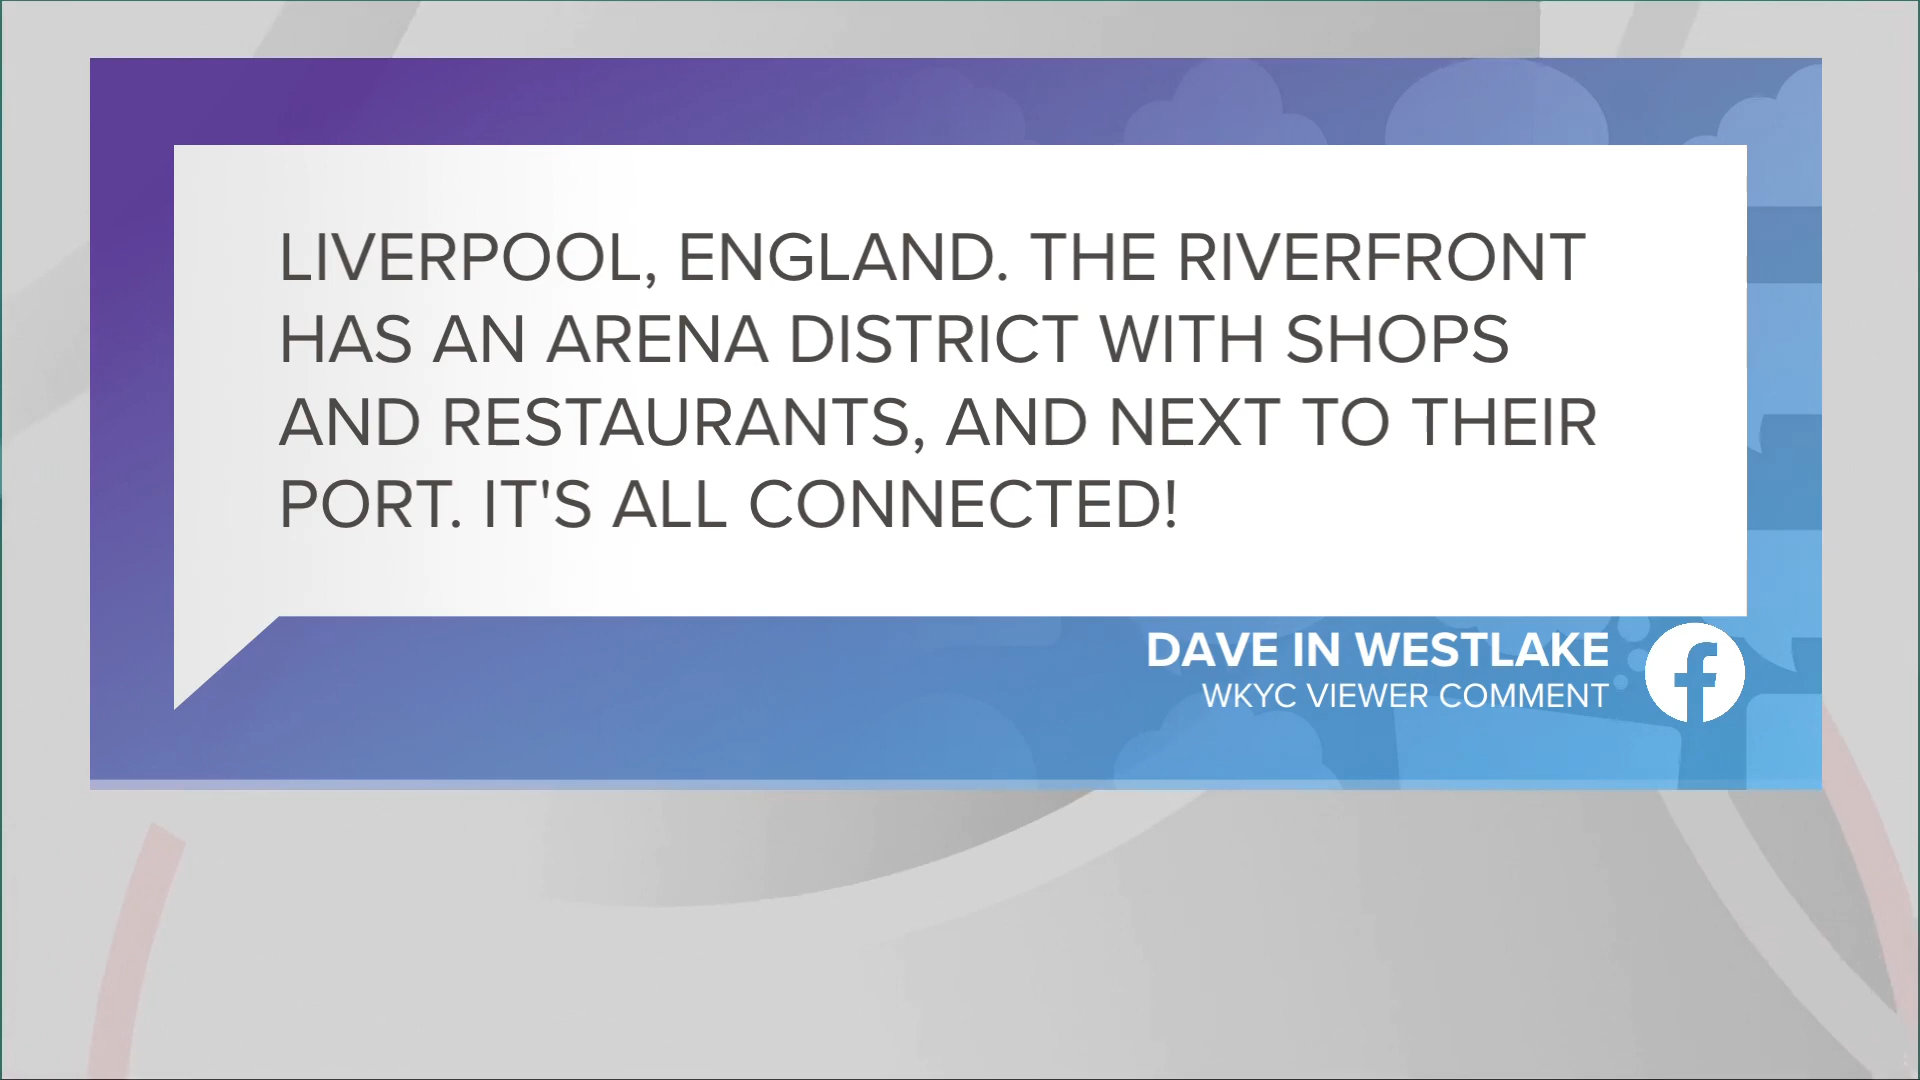 LIVERPOOL, ENGLAND. THE RIVERFRONT
HAS AN ARENA DISTRICT WITH SHOPS
AND RESTAURANTS, AND NEXT TO THEIR
PORT. IT'S ALL CONNECTED!
DAVE IN WESTLAKE
WKYC VIEWER COMMENT